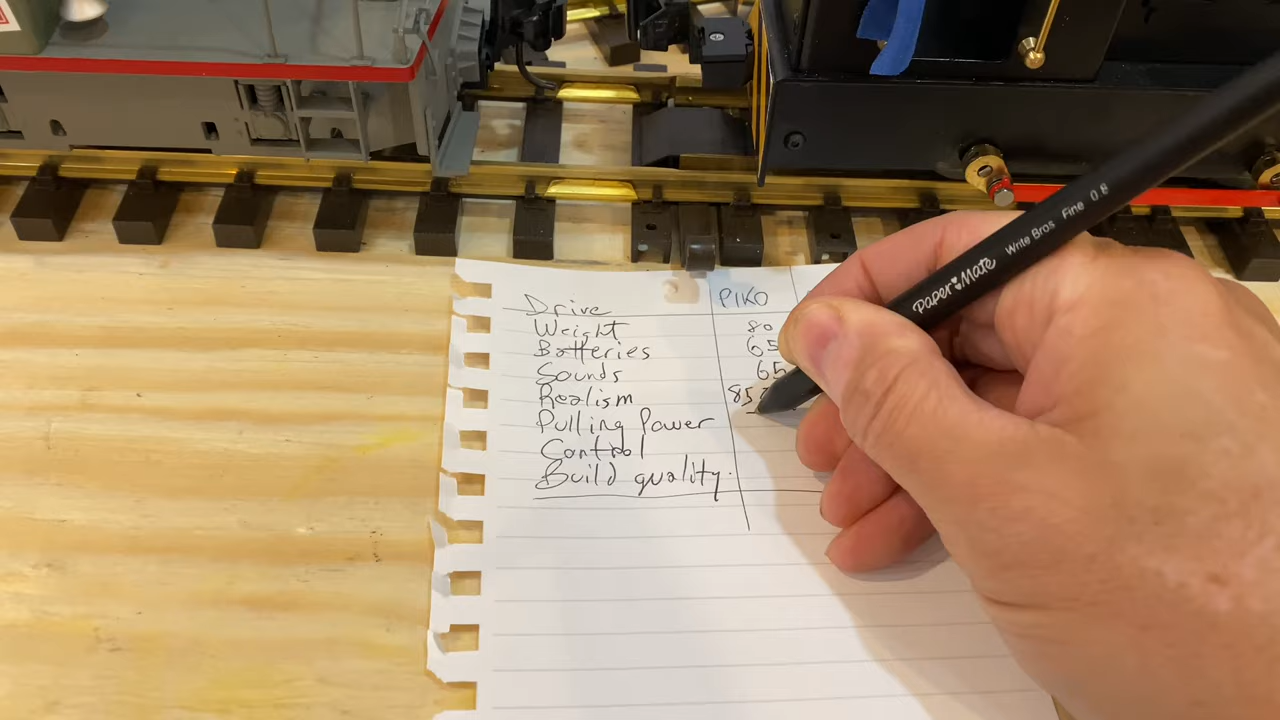 Drive PIKO
Weight 80
Batteries 65
Sounds 65
Realism 85
Pulling Power
Control
Build quality.
Paper Mate Write Bros Fine 0.8